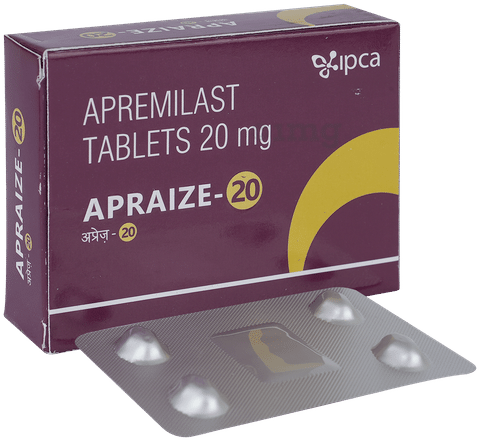 ipca
APREMILAST
TABLETS 20 mg
APRAIZE-20
अप्रेज़ - 20
APRAIZE-20